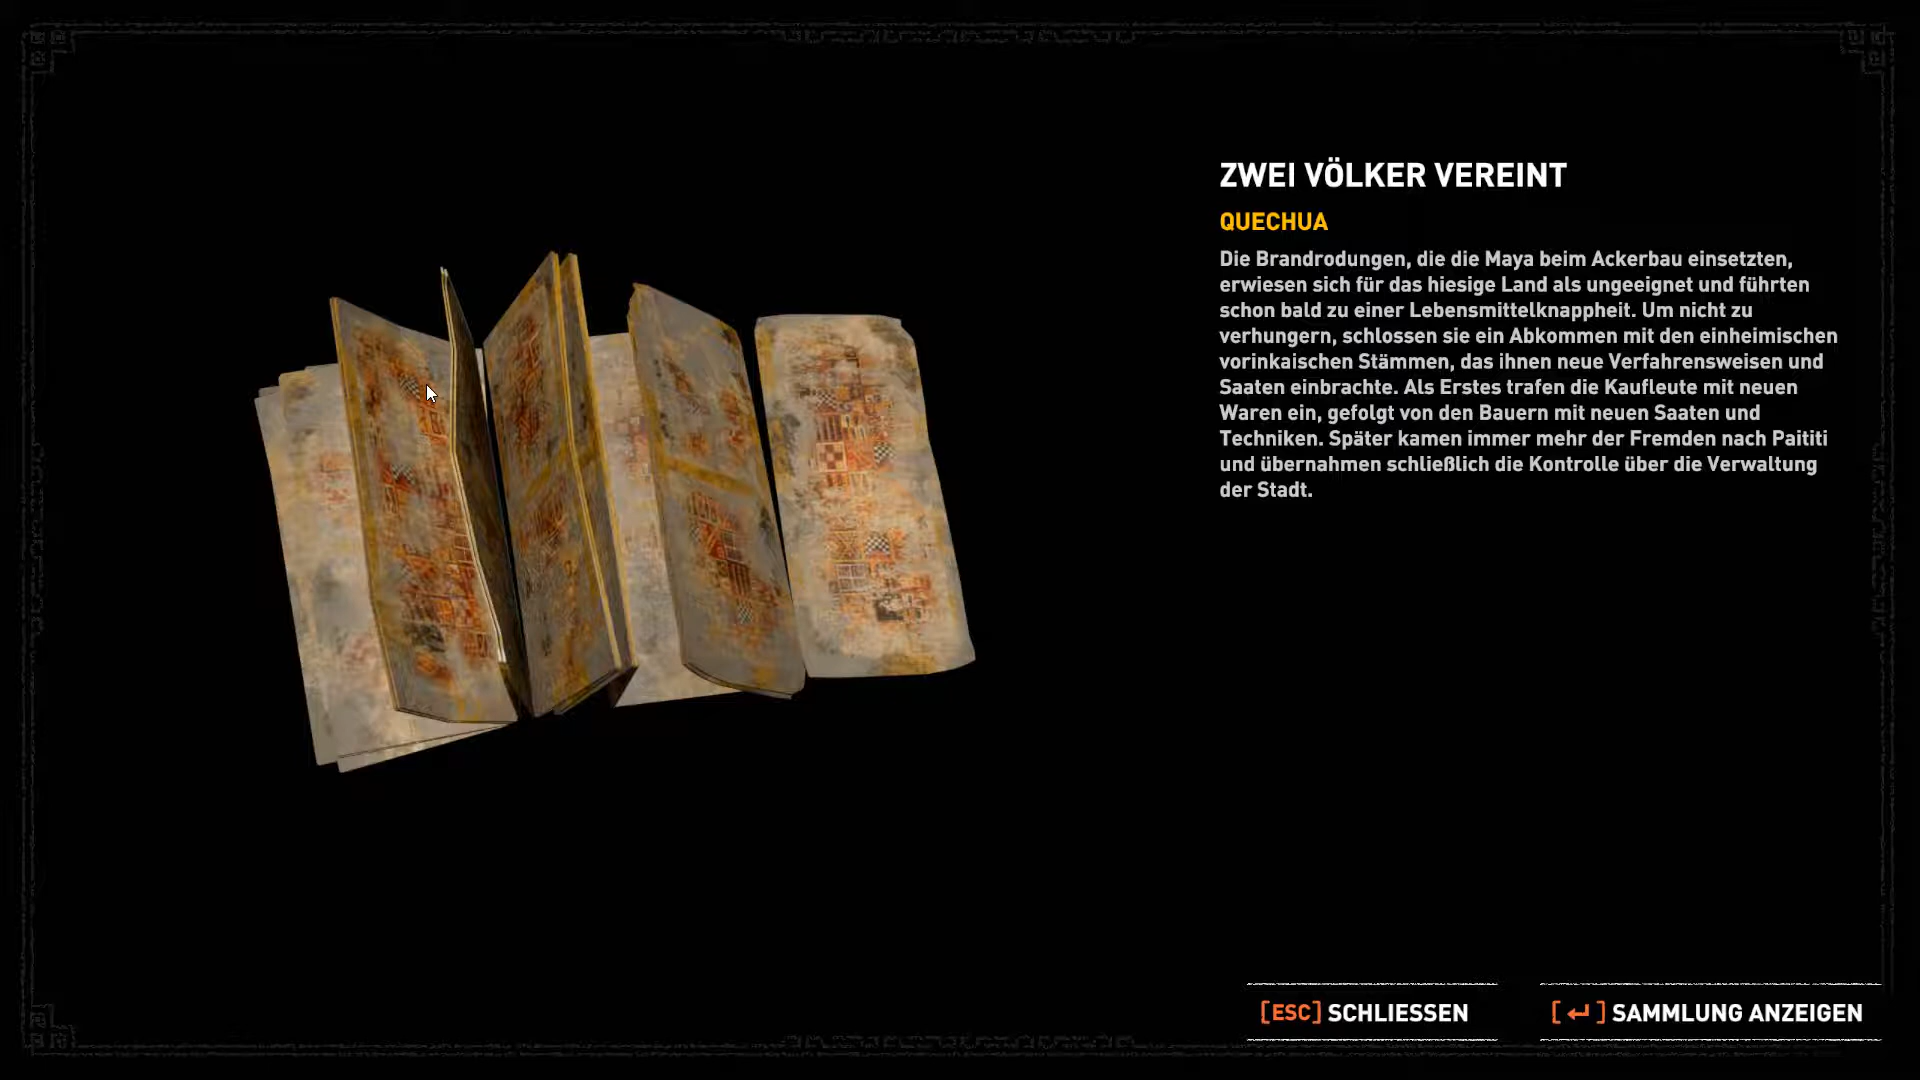 ZWEI VÖLKER VEREINT
QUECHUA
Die Brandrodungen, die die Maya beim Ackerbau einsetzten,
erwiesen sich für das hiesige Land als ungeeignet und führten
schon bald zu einer Lebensmittelknappheit. Um nicht zu
verhungern, schlossen sie ein Abkommen mit den einheimischen
vorinkaischen Stämmen, das ihnen neue Verfahrensweisen und
Saaten einbrachte. Als Erstes trafen die Kaufleute mit neuen
Waren ein, gefolgt von den Bauern mit neuen Saaten und
Techniken. Später kamen immer mehr der Fremden nach Paititi
und übernahmen schließlich die Kontrolle über die Verwaltung
der Stadt.
[ESC] SCHLIESSEN
[↵] SAMMLUNG ANZEIGEN